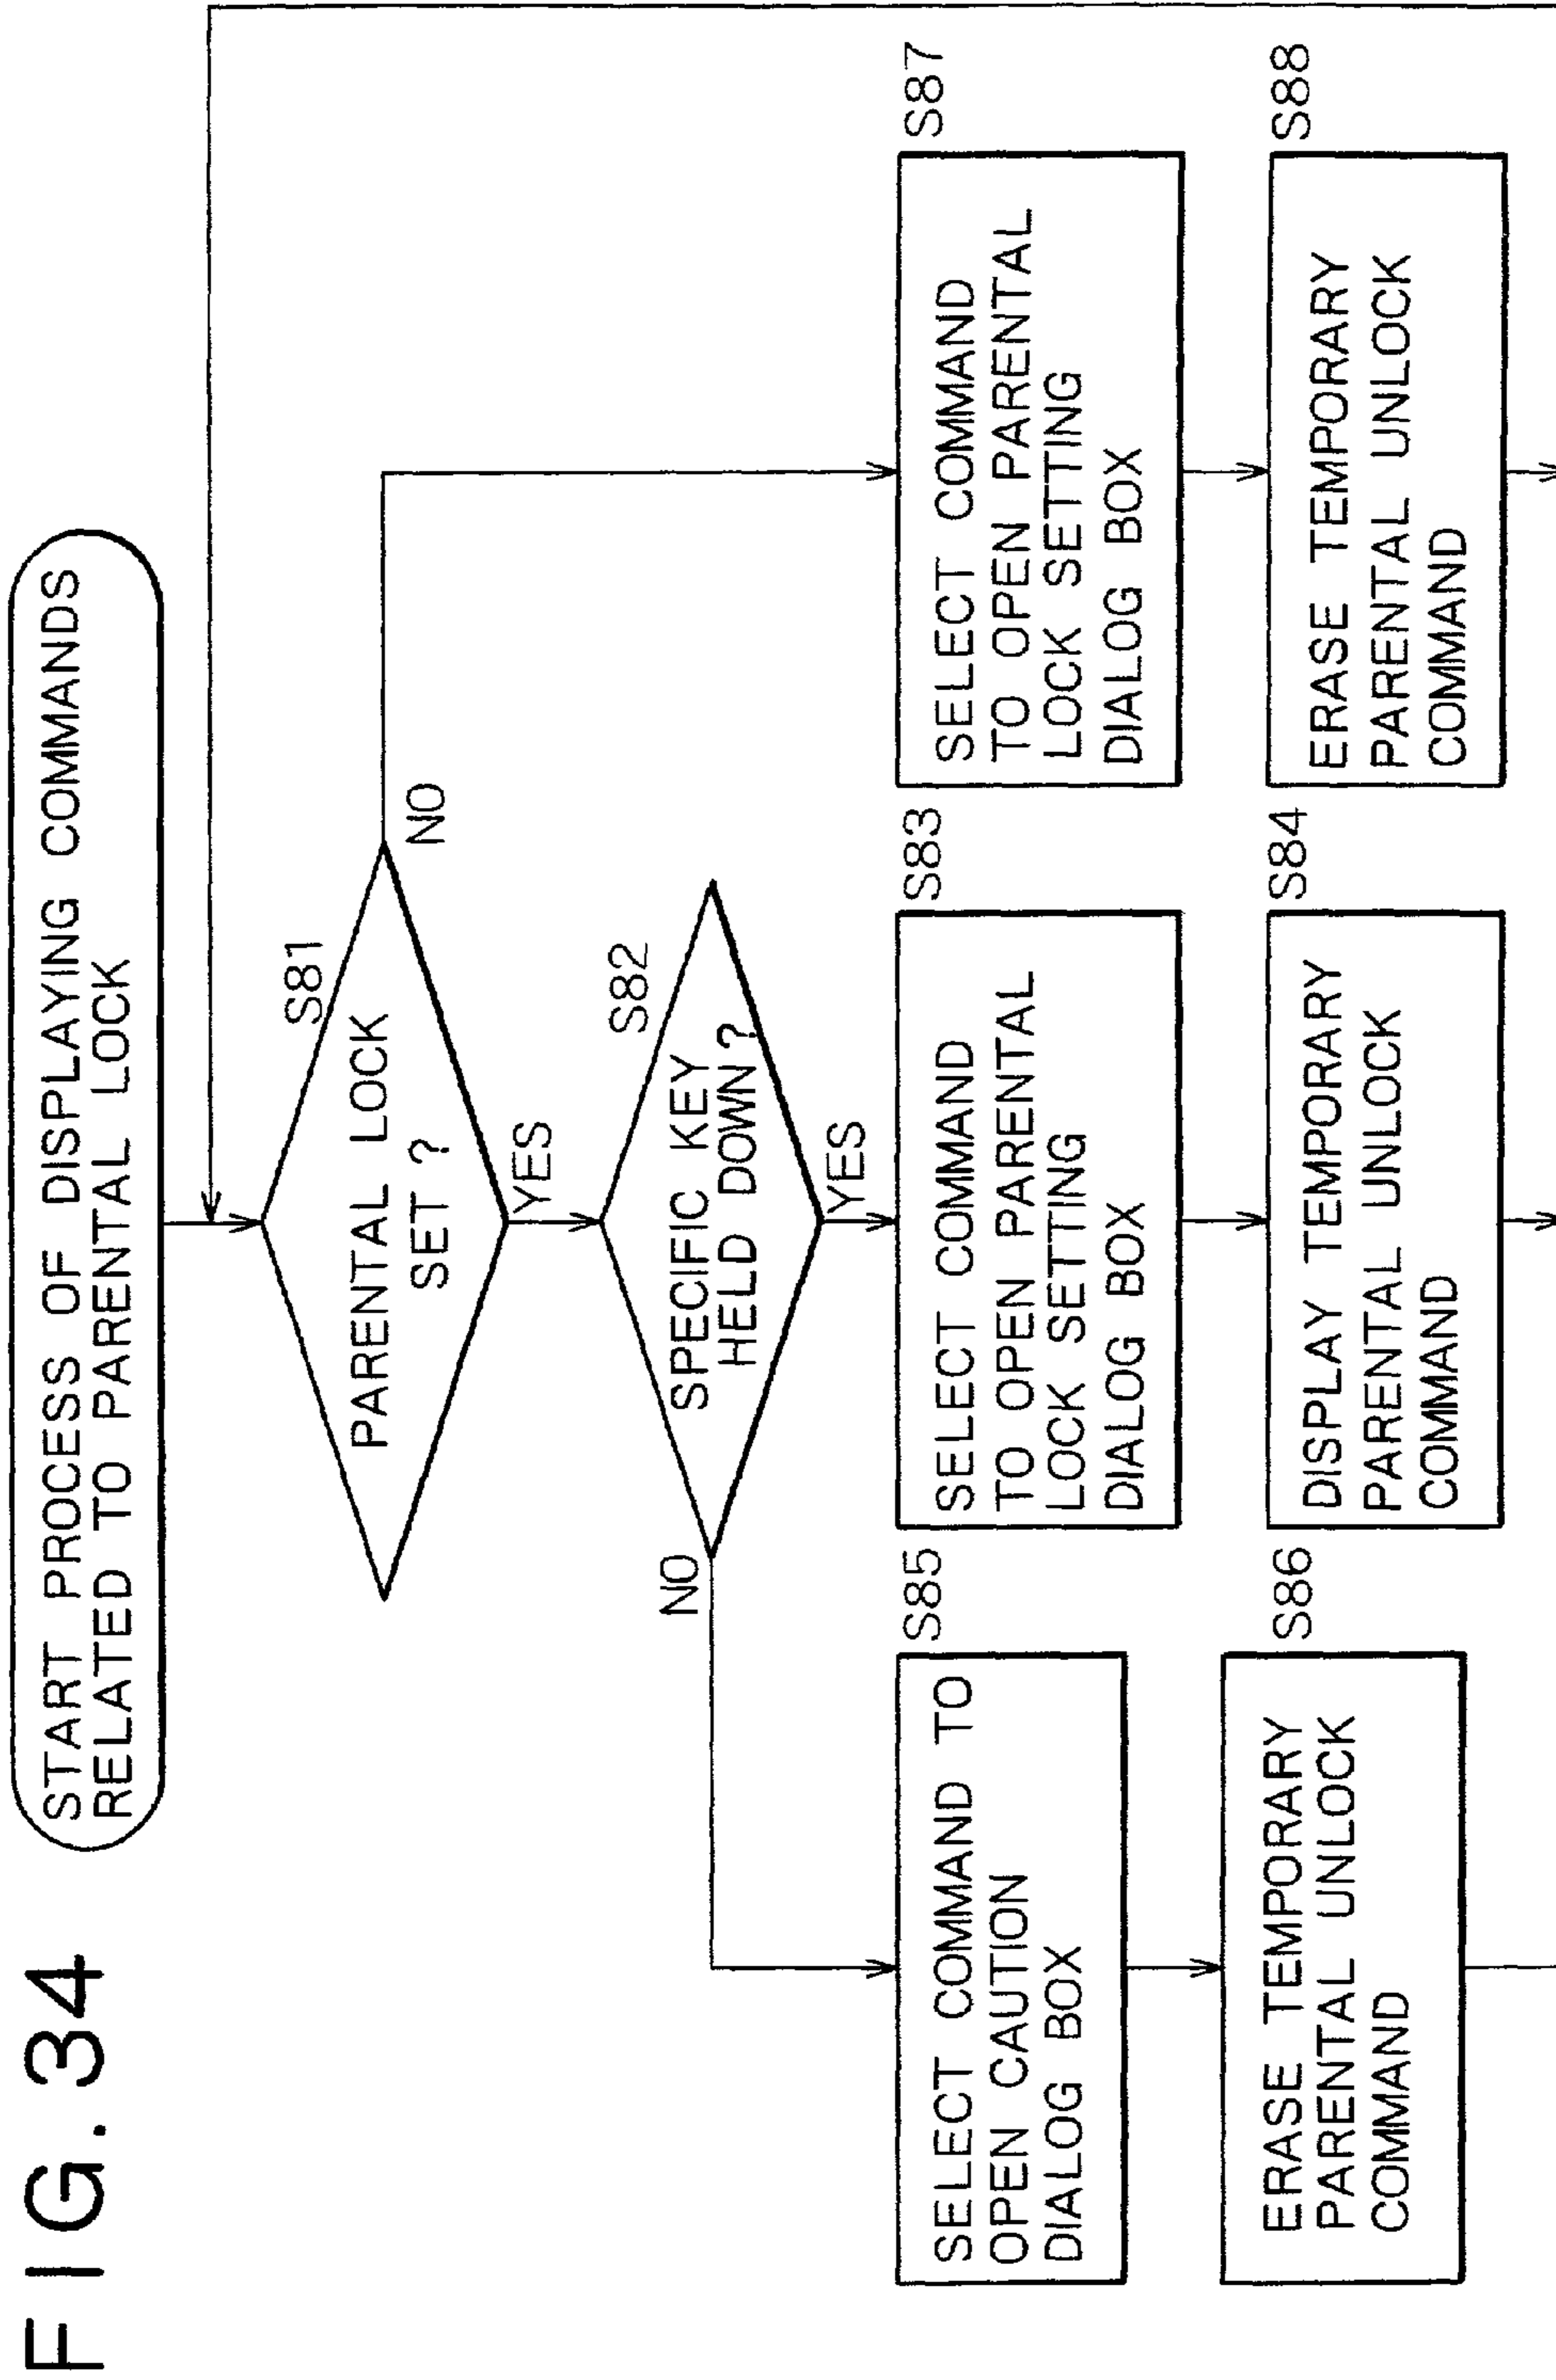 FIG. 34
START PROCESS OF DISPLAYING COMMANDS
RELATED TO PARENTAL LOCK
S81
PARENTAL LOCK
SET ?
NO
YES
S82
SPECIFIC KEY
HELD DOWN ?
NO
YES
S85
SELECT COMMAND TO
OPEN CAUTION
DIALOG BOX
S83
SELECT COMMAND
TO OPEN PARENTAL
LOCK SETTING
DIALOG BOX
S87
SELECT COMMAND
TO OPEN PARENTAL
LOCK SETTING
DIALOG BOX
S86
ERASE TEMPORARY
PARENTAL UNLOCK
COMMAND
S84
DISPLAY TEMPORARY
PARENTAL UNLOCK
COMMAND
S88
ERASE TEMPORARY
PARENTAL UNLOCK
COMMAND